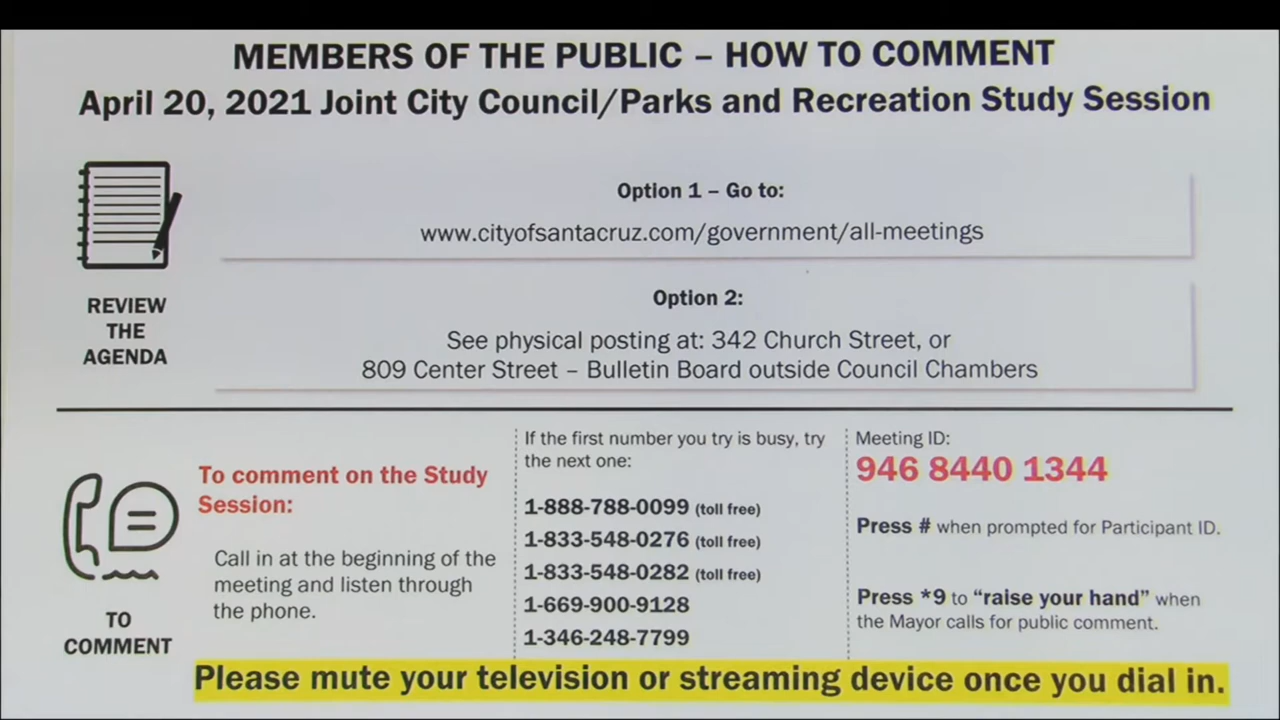 MEMBERS OF THE PUBLIC – HOW TO COMMENT
April 20, 2021 Joint City Council/Parks and Recreation Study Session
REVIEW
THE
AGENDA
Option 1 – Go to:
www.cityofsantacruz.com/government/all-meetings
Option 2:
See physical posting at: 342 Church Street, or
809 Center Street – Bulletin Board outside Council Chambers
TO
COMMENT
To comment on the Study
Session:
Call in at the beginning of the
meeting and listen through
the phone.
If the first number you try is busy, try
the next one:
1-888-788-0099 (toll free)
1-833-548-0276 (toll free)
1-833-548-0282 (toll free)
1-669-900-9128
1-346-248-7799
Meeting ID:
946 8440 1344
Press # when prompted for Participant ID.
Press *9 to “raise your hand” when
the Mayor calls for public comment.
Please mute your television or streaming device once you dial in.